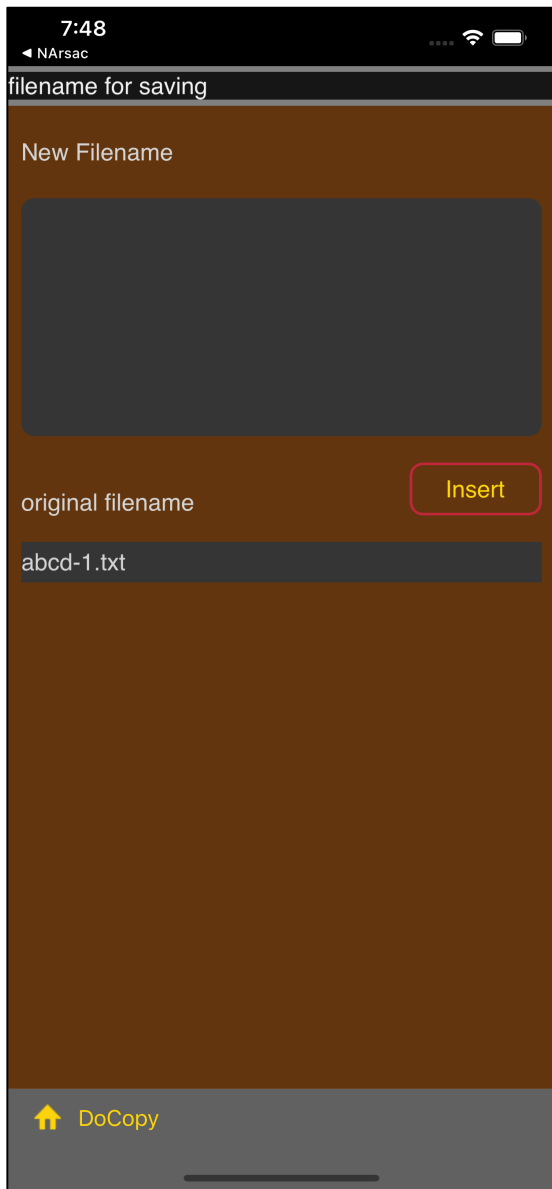 7:48
◀ NArsac
filename for saving
New Filename
Insert
original filename
abcd-1.txt
DoCopy